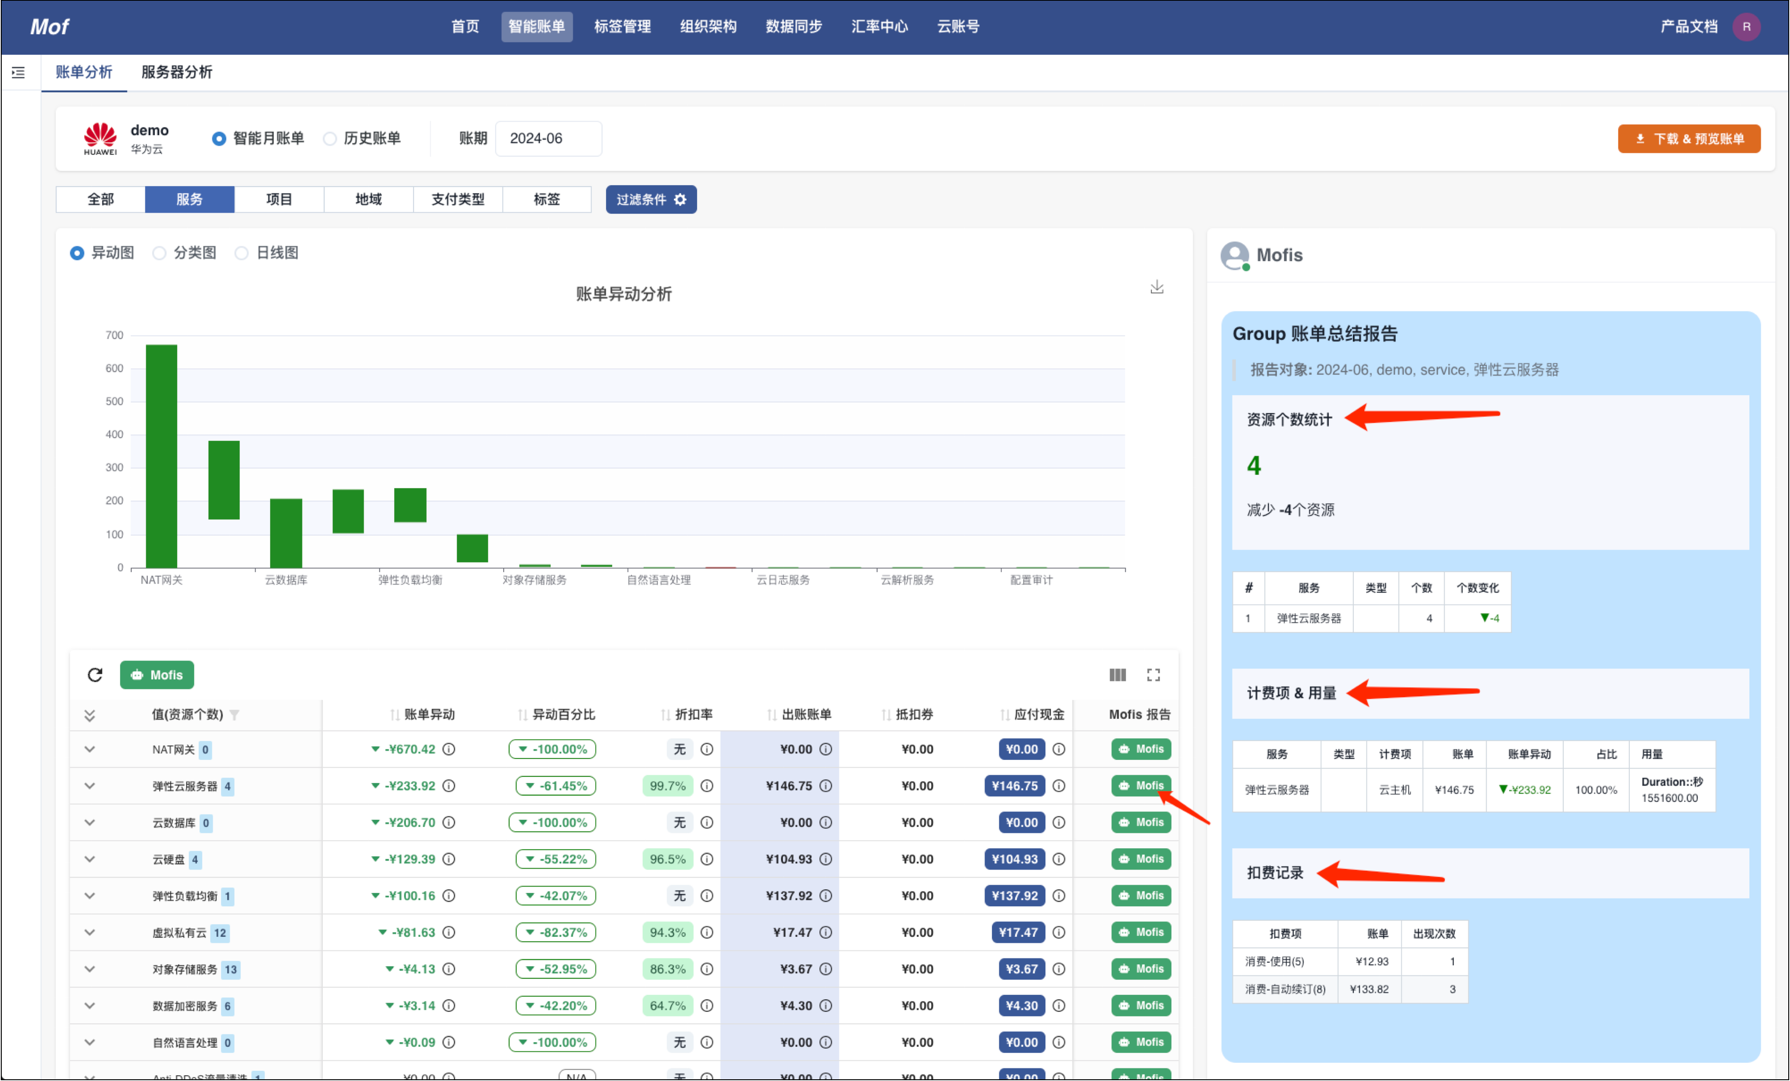 Mof 首页 智能账单 标签管理 组织架构 数据同步 汇率中心 云账号 产品文档 R
账单分析 服务器分析
HUAWEI demo 华为云 智能月账单 历史账单 账期 2024-06 下载 & 预览账单
全部 服务 项目 地域 支付类型 标签 过滤条件
异动图 分类图 日线图
账单异动分析
700
600
500
400
300
200
100
0
NAT网关 云数据库 弹性负载均衡 对象存储服务 自然语言处理 云日志服务 云解析服务 配置审计
Mofis
值(资源个数) 账单异动 异动百分比 折扣率 出账账单 抵扣券 应付现金 Mofis 报告
NAT网关 0 -¥670.42 -100.00% 无 ¥0.00 ¥0.00 ¥0.00 Mofis
弹性云服务器 4 -¥233.92 -61.45% 99.7% ¥146.75 ¥0.00 ¥146.75 Mofis
云数据库 0 -¥206.70 -100.00% 无 ¥0.00 ¥0.00 ¥0.00 Mofis
云硬盘 4 -¥129.39 -55.22% 96.5% ¥104.93 ¥0.00 ¥104.93 Mofis
弹性负载均衡 1 -¥100.16 -42.07% 无 ¥137.92 ¥0.00 ¥137.92 Mofis
虚拟私有云 12 -¥81.63 -82.37% 94.3% ¥17.47 ¥0.00 ¥17.47 Mofis
对象存储服务 13 -¥4.13 -52.95% 86.3% ¥3.67 ¥0.00 ¥3.67 Mofis
数据加密服务 6 -¥3.14 -42.20% 64.7% ¥4.30 ¥0.00 ¥4.30 Mofis
自然语言处理 0 -¥0.09 -100.00% 无 ¥0.00 ¥0.00 ¥0.00 Mofis
Anti-DDoS流量清洗 1 ¥0.00 N/A 无 ¥0.00 ¥0.00 ¥0.00 Mofis
Mofis
Group 账单总结报告
报告对象: 2024-06, demo, service, 弹性云服务器
资源个数统计
4
减少 -4个资源
# 服务 类型 个数 个数变化
1 弹性云服务器 4 ▼-4
计费项 & 用量
服务 类型 计费项 账单 账单异动 占比 用量
弹性云服务器 云主机 ¥146.75 ▼-¥233.92 100.00% Duration::秒
1551600.00
扣费记录
扣费项 账单 出现次数
消费-使用(5) ¥12.93 1
消费-自动续订(8) ¥133.82 3